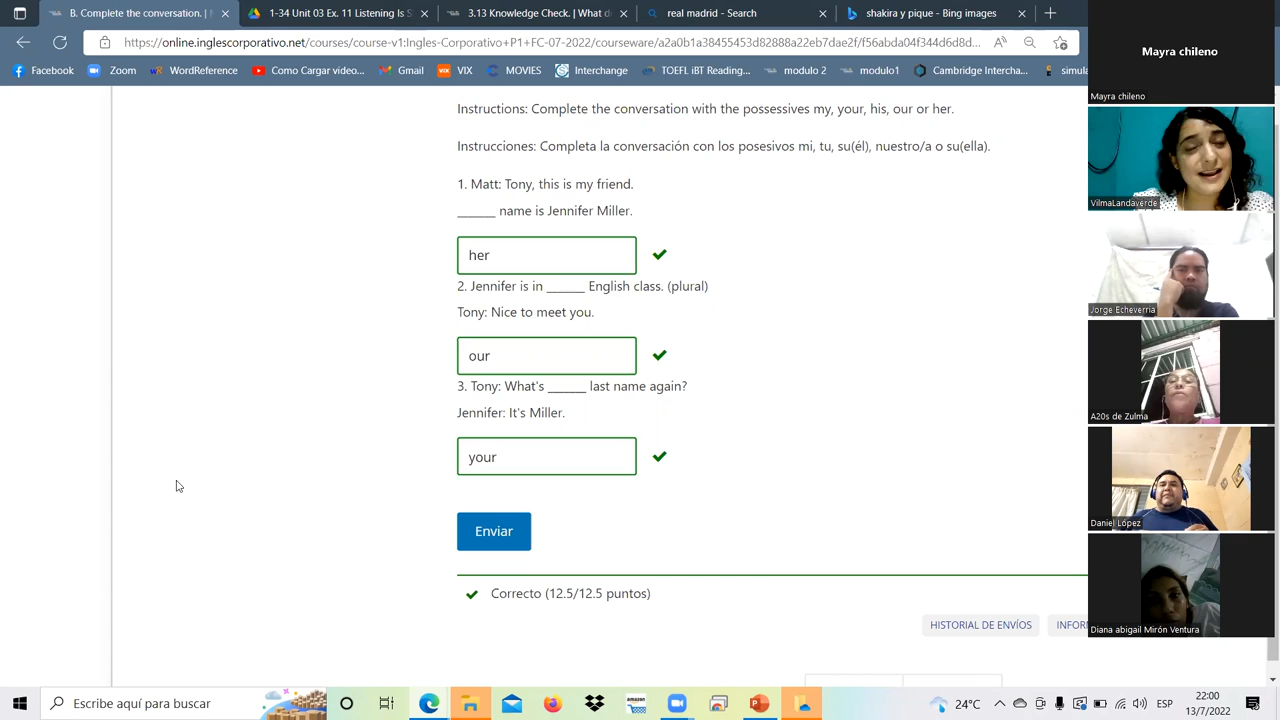 B. Complete the conversation. | M
1-34 Unit 03 Ex. 11 Listening Is S
3.13 Knowledge Check. | What d
real madrid - Search
shakira y pique - Bing images
https://online.inglescorporativo.net/courses/course-v1:Ingles-Corporativo+P1+FC-07-2022/courseware/a2a0b1a38455453d82888a22eb7dae2f/f56abda04f344d6d8d...
Facebook
Zoom
WordReference
Como Cargar video...
Gmail
VIX
MOVIES
Interchange
TOEFL iBT Reading...
modulo 2
modulo1
Cambridge Intercha...
simula
Instructions: Complete the conversation with the possessives my, your, his, our or her.
Instrucciones: Completa la conversación con los posesivos mi, tu, su(él), nuestro/a o su(ella).
1. Matt: Tony, this is my friend.
______ name is Jennifer Miller.
her
2. Jennifer is in ______ English class. (plural)
Tony: Nice to meet you.
our
3. Tony: What's ______ last name again?
Jennifer: It's Miller.
your
Enviar
Correcto (12.5/12.5 puntos)
HISTORIAL DE ENVÍOS
INFOR
Mayra chileno
Mayra chileno
VilmaLandaverde
Jorge Echeverria
A20s de Zulma
Daniel López
Diana abigail Mirón Ventura
Escribe aquí para buscar
amazon
24°C
ESP
22:00
13/7/2022